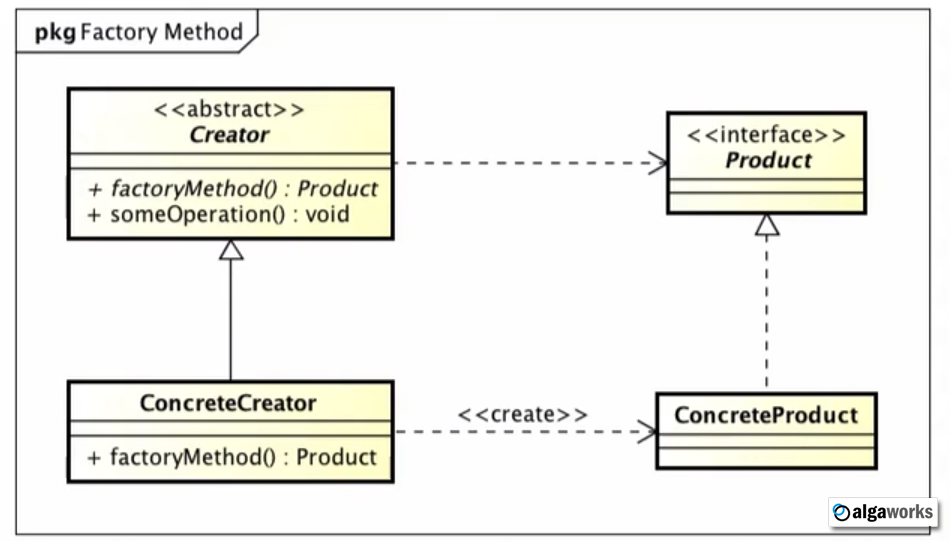 pkg Factory Method
<<abstract>>
Creator
+ factoryMethod() : Product
+ someOperation() : void
<<interface>>
Product
ConcreteCreator
+ factoryMethod() : Product
<<create>>
ConcreteProduct
algaworks